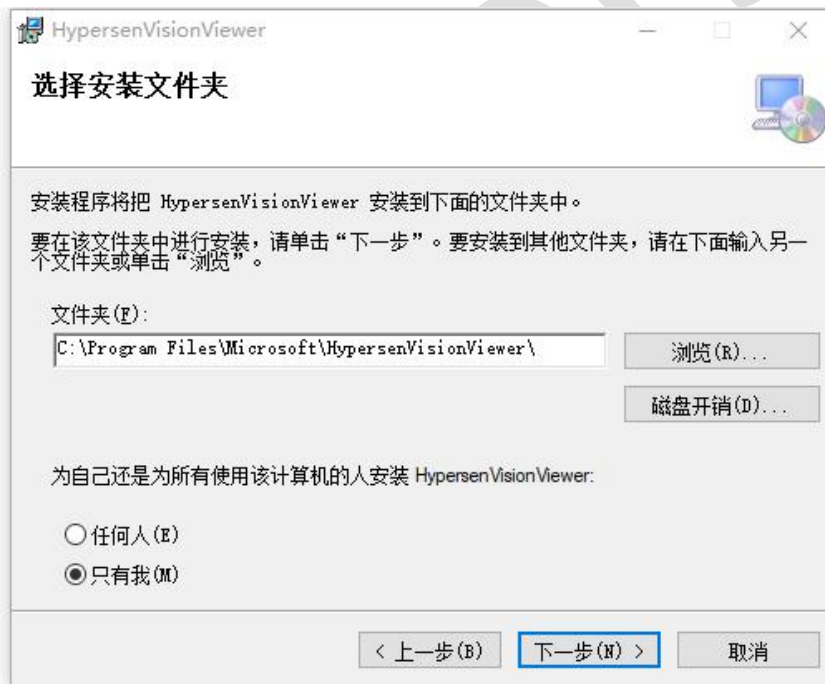 HypersenVisionViewer
选择安装文件夹
安装程序将把 HypersenVisionViewer 安装到下面的文件夹中。
要在该文件夹中进行安装，请单击“下一步”。要安装到其他文件夹，请在下面输入另一
个文件夹或单击“浏览”。
文件夹(F):
C:\Program Files\Microsoft\HypersenVisionViewer\
浏览(R)...
磁盘开销(D)...
为自己还是为所有使用该计算机的人安装 HypersenVisionViewer:
任何人(E)
只有我(M)
< 上一步(B)
下一步(N) >
取消